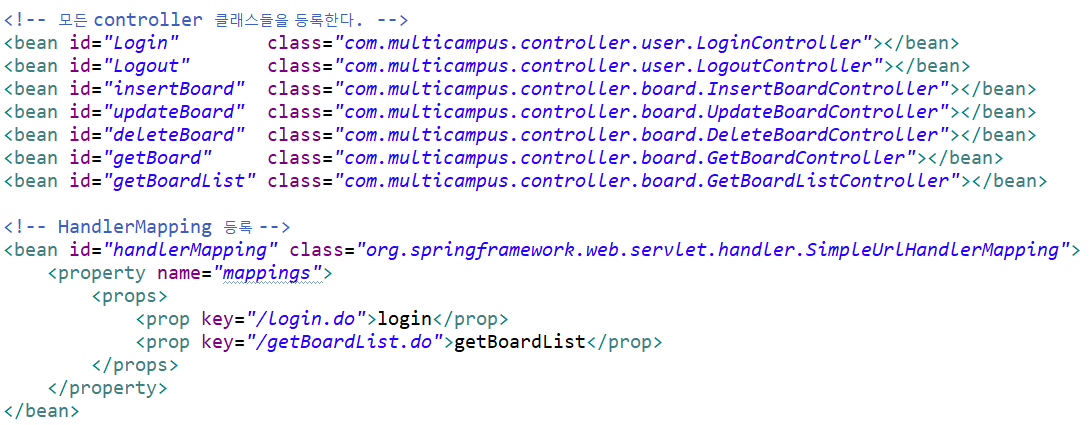 <!-- 모든 controller 클래스들을 등록한다. -->
<bean id="Login" class="com.multicampus.controller.user.LoginController"></bean>
<bean id="Logout" class="com.multicampus.controller.user.LogoutController"></bean>
<bean id="insertBoard" class="com.multicampus.controller.board.InsertBoardController"></bean>
<bean id="updateBoard" class="com.multicampus.controller.board.UpdateBoardController"></bean>
<bean id="deleteBoard" class="com.multicampus.controller.board.DeleteBoardController"></bean>
<bean id="getBoard" class="com.multicampus.controller.board.GetBoardController"></bean>
<bean id="getBoardList" class="com.multicampus.controller.board.GetBoardListController"></bean>
<!-- HandlerMapping 등록 -->
<bean id="handlerMapping" class="org.springframework.web.servlet.handler.SimpleUrlHandlerMapping">
<property name="mappings">
<props>
<prop key="/login.do">login</prop>
<prop key="/getBoardList.do">getBoardList</prop>
</props>
</property>
</bean>